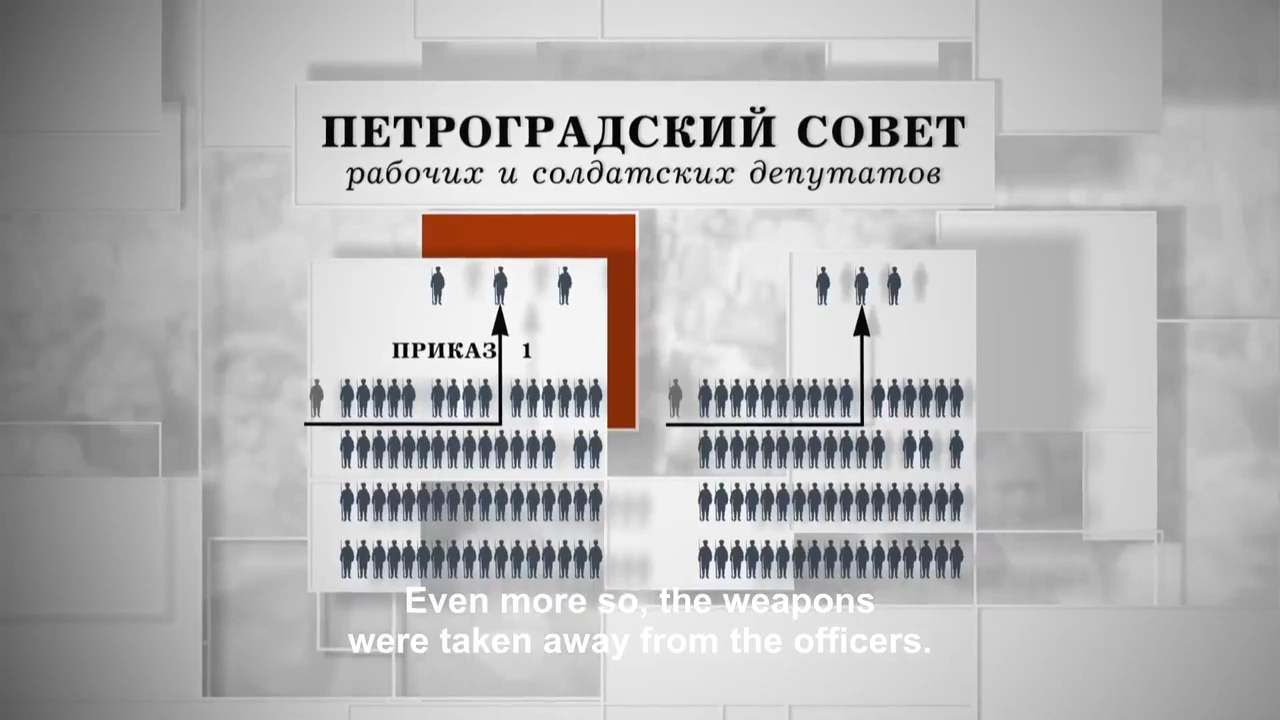 ПЕТРОГРАДСКИЙ СОВЕТ
рабочих и солдатских депутатов
ПРИКАЗ 1
Even more so, the weapons
were taken away from the officers.